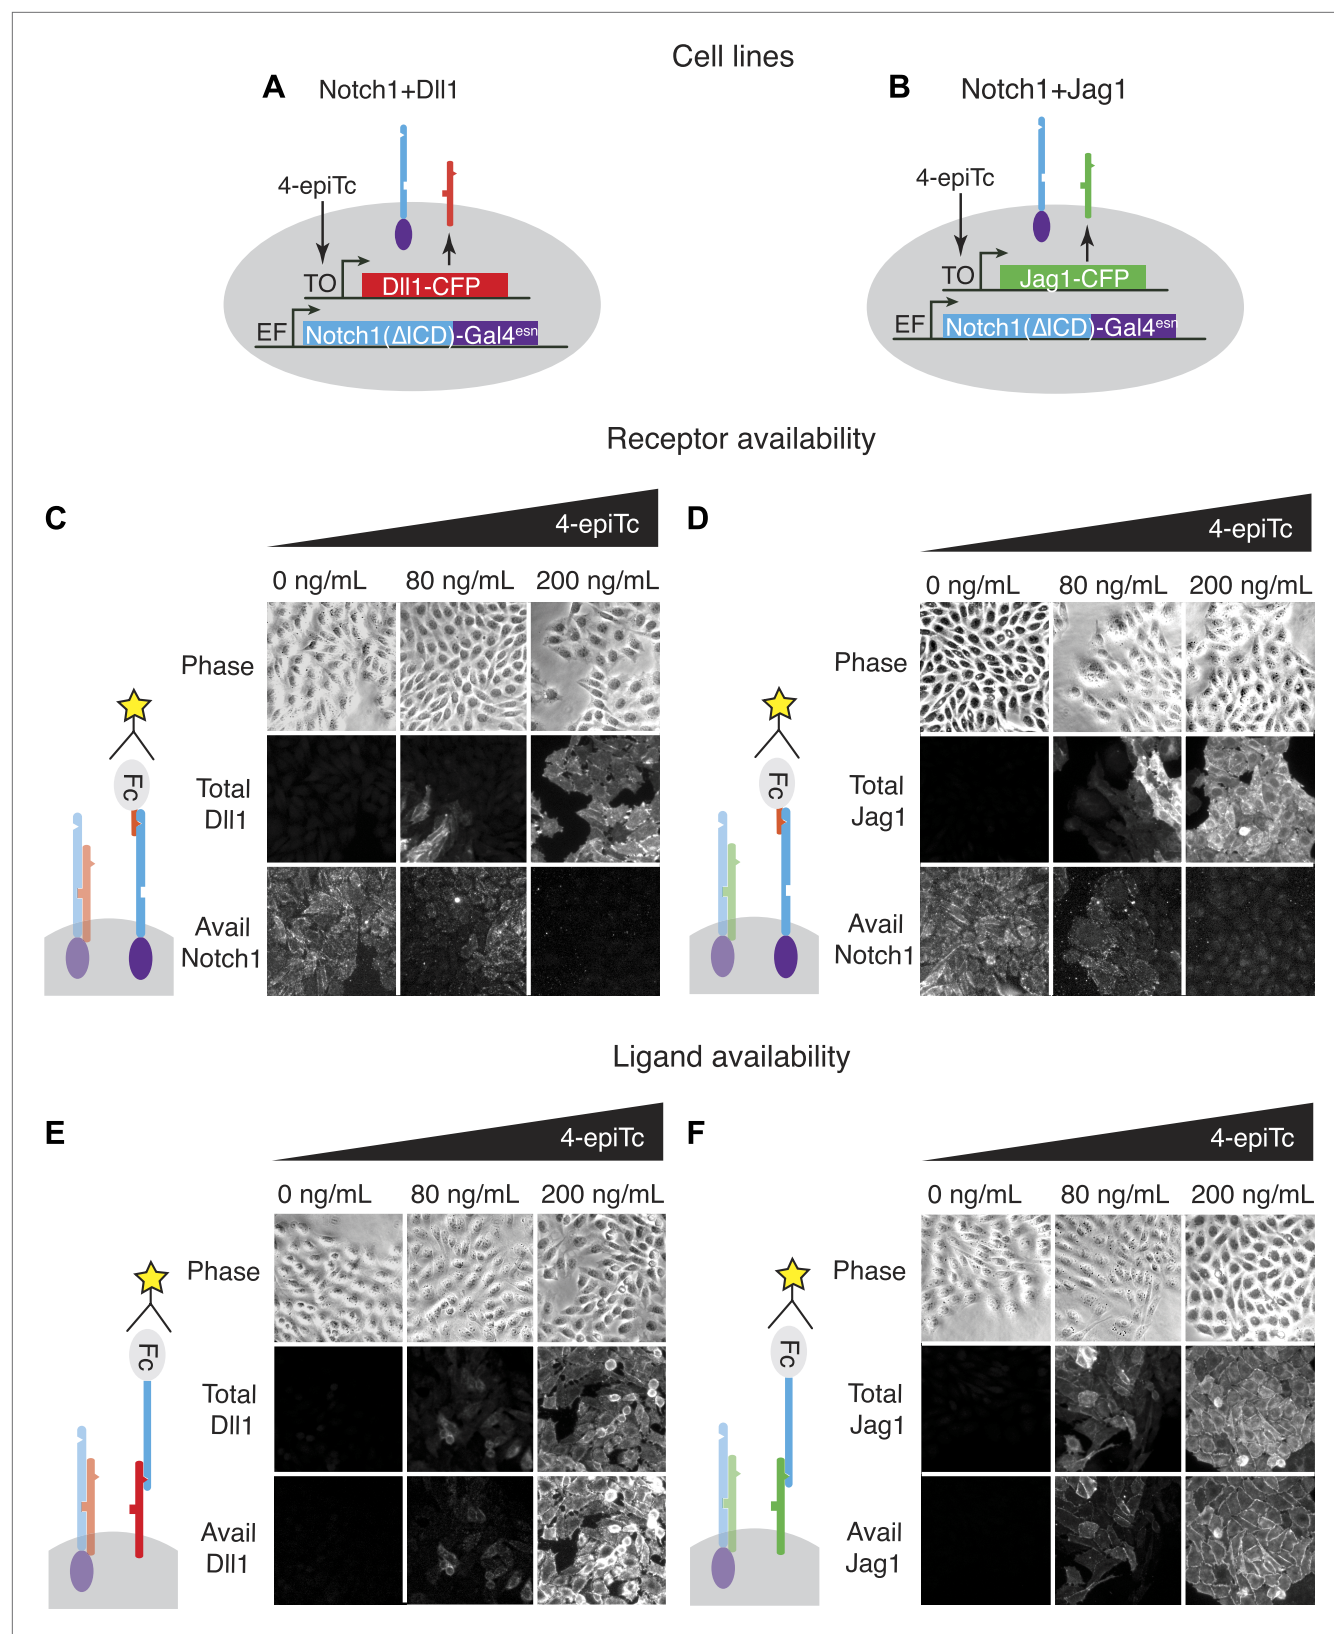 Cell lines
A Notch1+Dll1
4-epiTc
TO
Dll1-CFP
EF
Notch1(ΔICD)-Gal4esn
B Notch1+Jag1
4-epiTc
TO
Jag1-CFP
EF
Notch1(ΔICD)-Gal4esn
Receptor availability
C
4-epiTc
0 ng/mL 80 ng/mL 200 ng/mL
Phase
Total
Dll1
Avail
Notch1
Fc
D
4-epiTc
0 ng/mL 80 ng/mL 200 ng/mL
Phase
Total
Jag1
Avail
Notch1
Fc
Ligand availability
E
4-epiTc
0 ng/mL 80 ng/mL 200 ng/mL
Phase
Total
Dll1
Avail
Dll1
Fc
F
4-epiTc
0 ng/mL 80 ng/mL 200 ng/mL
Phase
Total
Jag1
Avail
Jag1
Fc